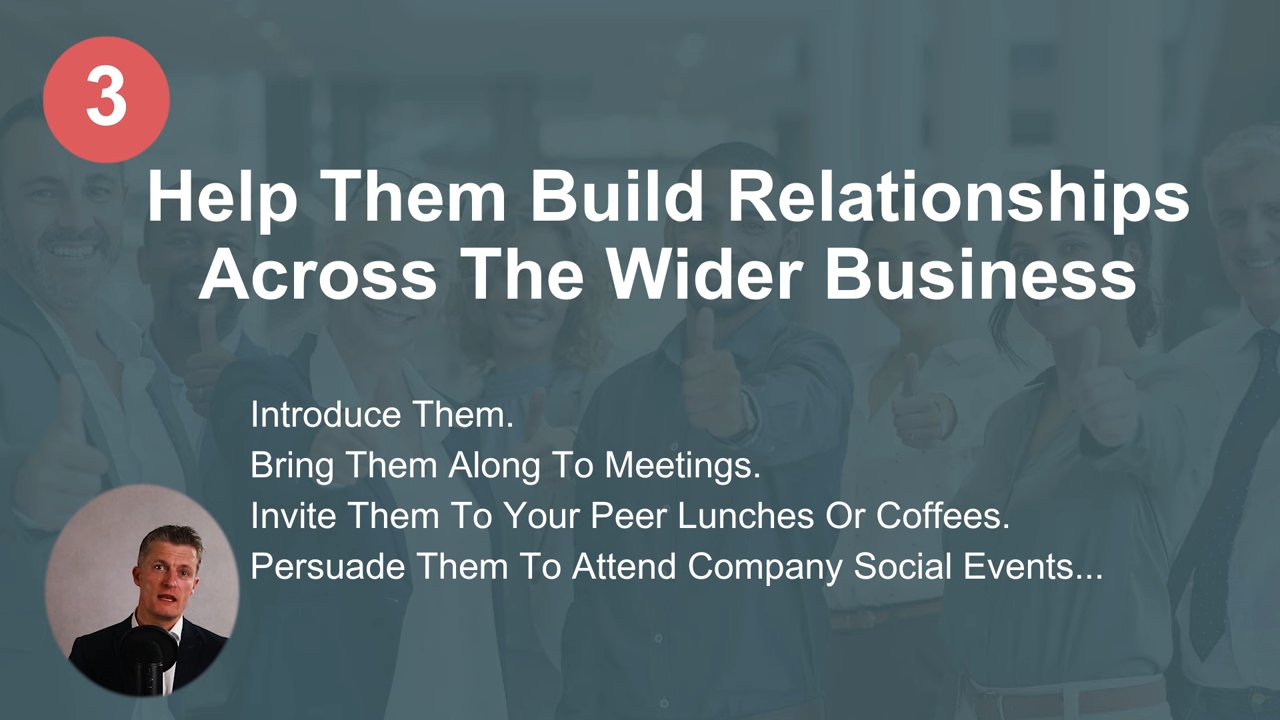 3
Help Them Build Relationships
Across The Wider Business
Introduce Them.
Bring Them Along To Meetings.
Invite Them To Your Peer Lunches Or Coffees.
Persuade Them To Attend Company Social Events...